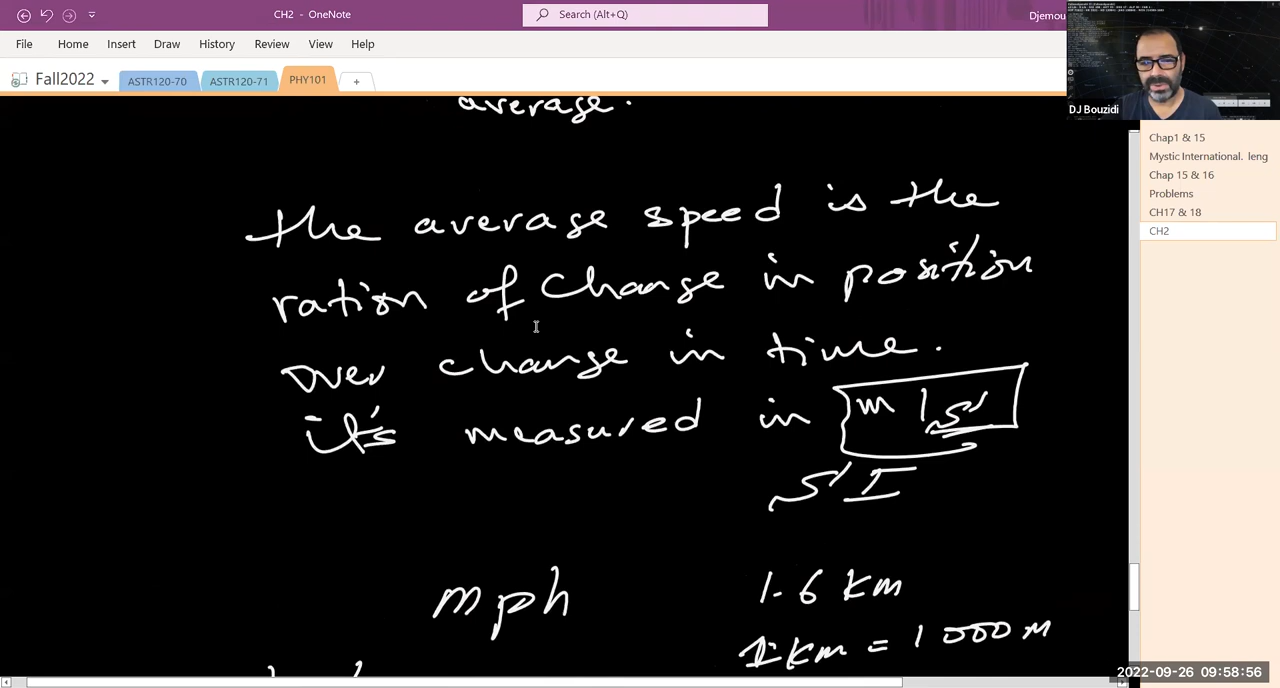 CH2 - OneNote
Search (Alt+Q)
Djemou
File Home Insert Draw History Review View Help
Fall2022
ASTR120-70
ASTR120-71
PHY101
DJ Bouzidi
Chap1 & 15
Mystic International. leng
Chap 15 & 16
Problems
CH17 & 18
CH2
average.
the average speed is the
ration of change in position
over change in time.
it's measured in m/s
SI
mph 1.6 km
1 km = 1000 m
2022-09-26 09:58:56